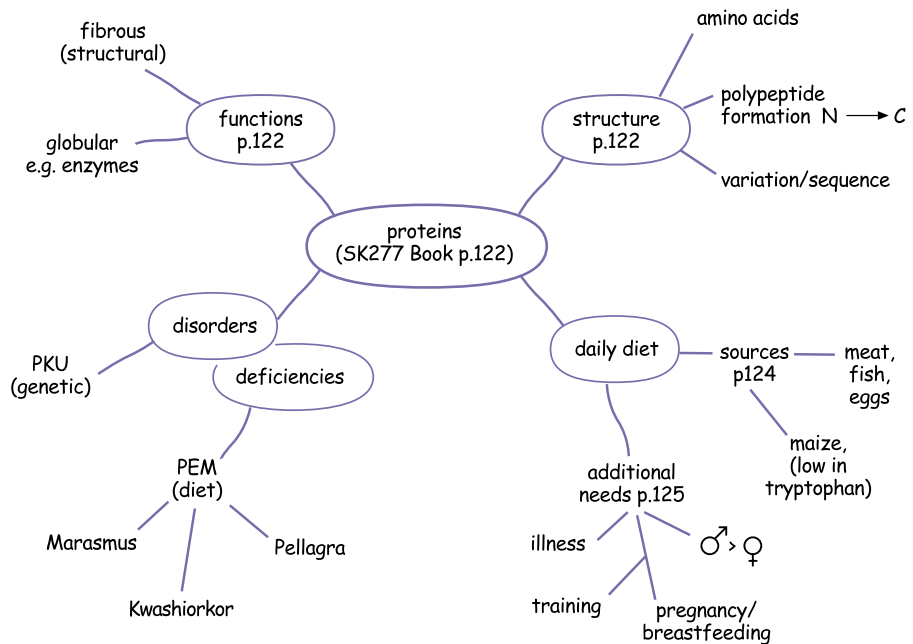 fibrous
(structural)
functions
p.122
globular
e.g. enzymes
amino acids
structure
p.122
polypeptide
formation N → C
variation/sequence
proteins
(SK277 Book p.122)
disorders
PKU
(genetic)
deficiencies
PEM
(diet)
Marasmus
Kwashiorkor
Pellagra
daily diet
sources
p124
meat,
fish,
eggs
maize,
(low in
tryptophan)
additional
needs p.125
illness
♂ > ♀
training
pregnancy/
breastfeeding